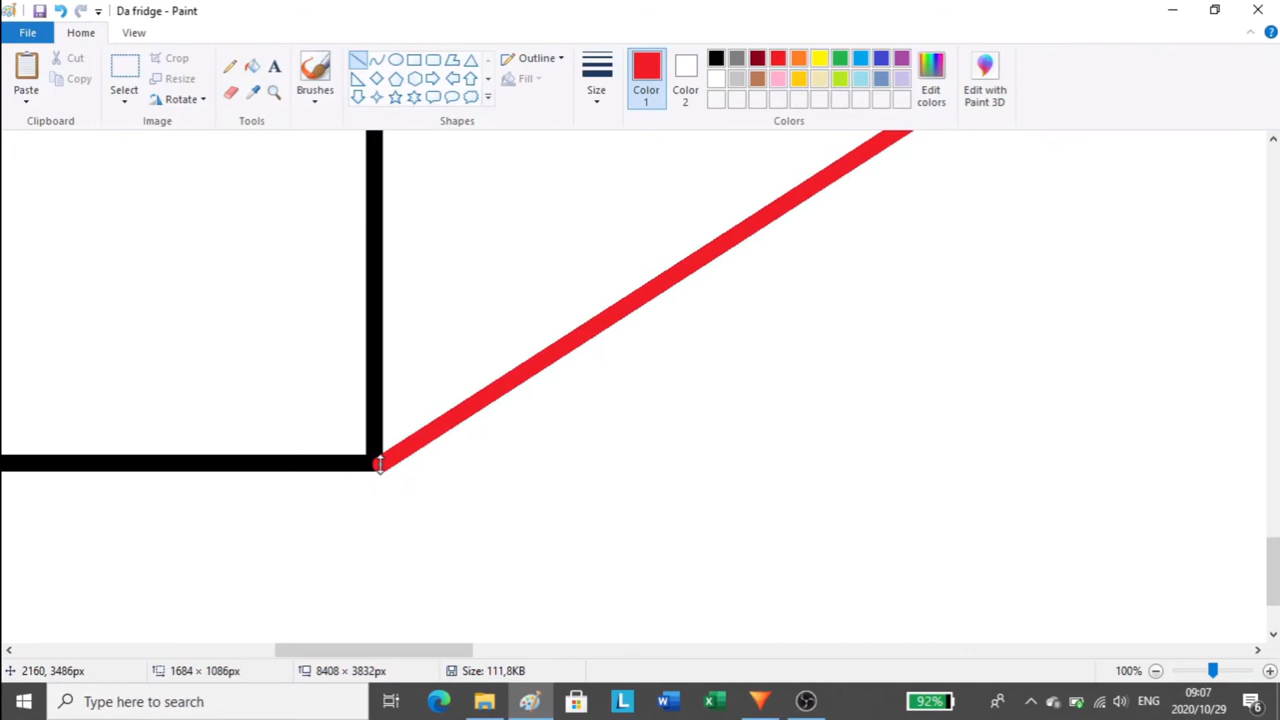 Da fridge - Paint
File Home View
Paste Cut Copy Clipboard
Select Crop Resize Rotate Image
A Tools
Brushes
Outline Fill Shapes
Size
Color 1 Color 2
Edit colors Colors
Edit with Paint 3D
2160, 3486px 1684 × 1086px 8408 × 3832px Size: 111,8KB 100%
Type here to search L W X 92% ENG 09:07
2020/10/29 6